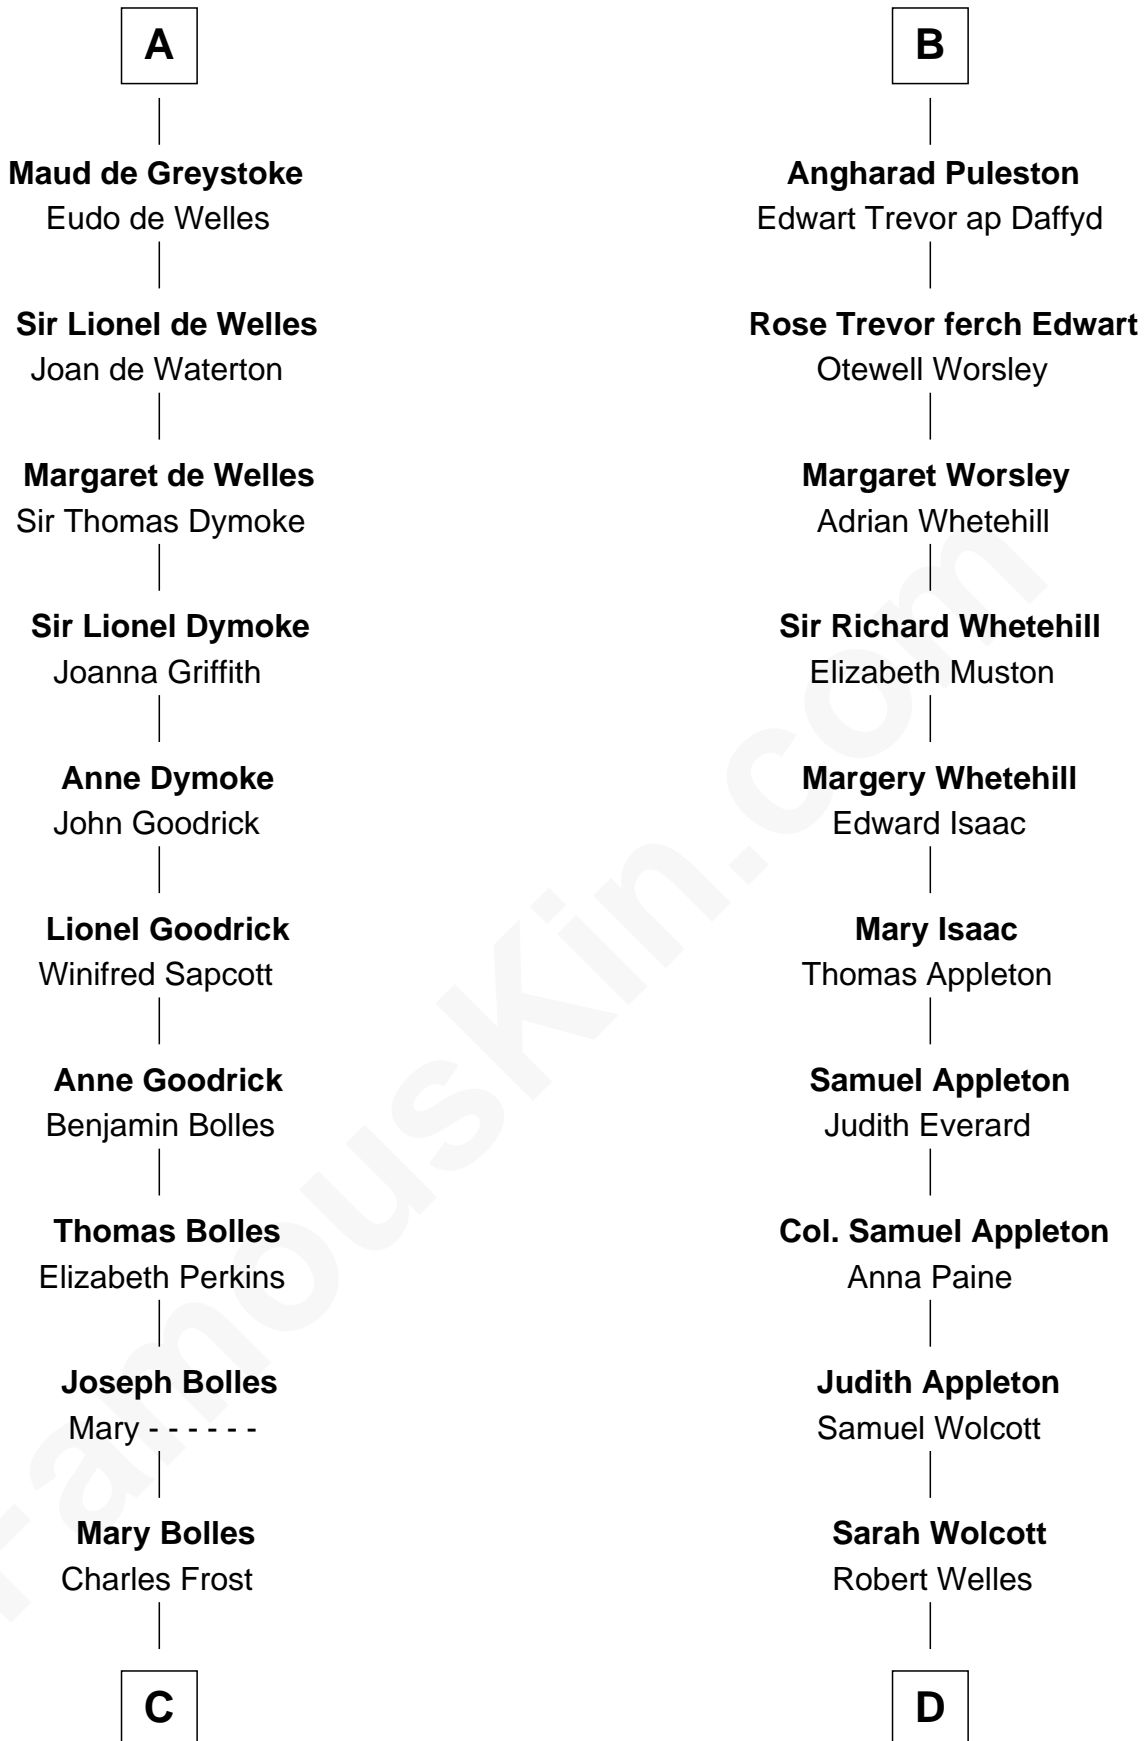 A
Maud de Greystoke
Eudo de Welles
Sir Lionel de Welles
Joan de Waterton
Margaret de Welles
Sir Thomas Dymoke
Sir Lionel Dymoke
Joanna Griffith
Anne Dymoke
John Goodrick
Lionel Goodrick
Winifred Sapcott
Anne Goodrick
Benjamin Bolles
Thomas Bolles
Elizabeth Perkins
Joseph Bolles
Mary - - - - - -
Mary Bolles
Charles Frost
C
B
Angharad Puleston
Edwart Trevor ap Daffyd
Rose Trevor ferch Edwart
Otewell Worsley
Margaret Worsley
Adrian Whetehill
Sir Richard Whetehill
Elizabeth Muston
Margery Whetehill
Edward Isaac
Mary Isaac
Thomas Appleton
Samuel Appleton
Judith Everard
Col. Samuel Appleton
Anna Paine
Judith Appleton
Samuel Wolcott
Sarah Wolcott
Robert Welles
D
FamousKin.com